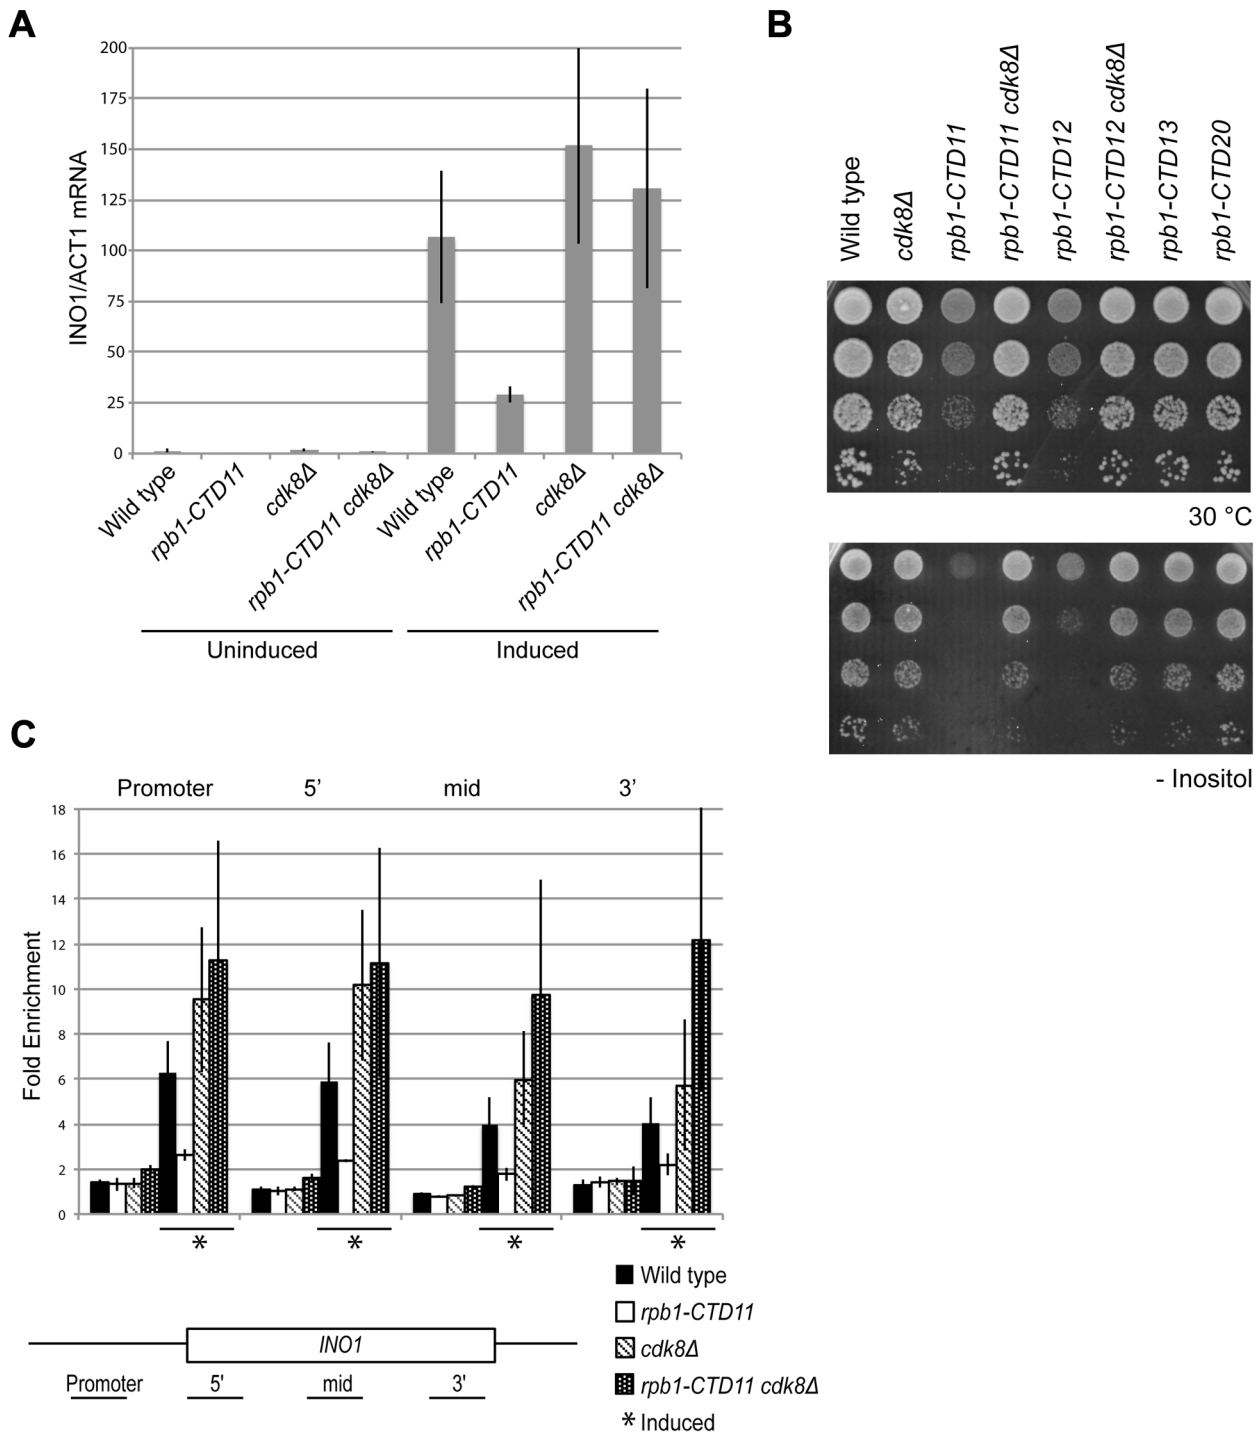 A
200
175
150
125
100
75
50
25
0
INO1/ACT1 mRNA
Wild type
rpb1-CTD11
cdk8Δ
rpb1-CTD11 cdk8Δ
Wild type
rpb1-CTD11
cdk8Δ
rpb1-CTD11 cdk8Δ
Uninduced
Induced
B
Wild type
cdk8Δ
rpb1-CTD11
rpb1-CTD11 cdk8Δ
rpb1-CTD12
rpb1-CTD12 cdk8Δ
rpb1-CTD13
rpb1-CTD20
30 °C
- Inositol
C
Promoter 5’ mid 3’
18
16
14
12
10
8
6
4
2
0
Fold Enrichment
* * * *
Wild type
rpb1-CTD11
cdk8Δ
rpb1-CTD11 cdk8Δ
* Induced
INO1
Promoter 5' mid 3'